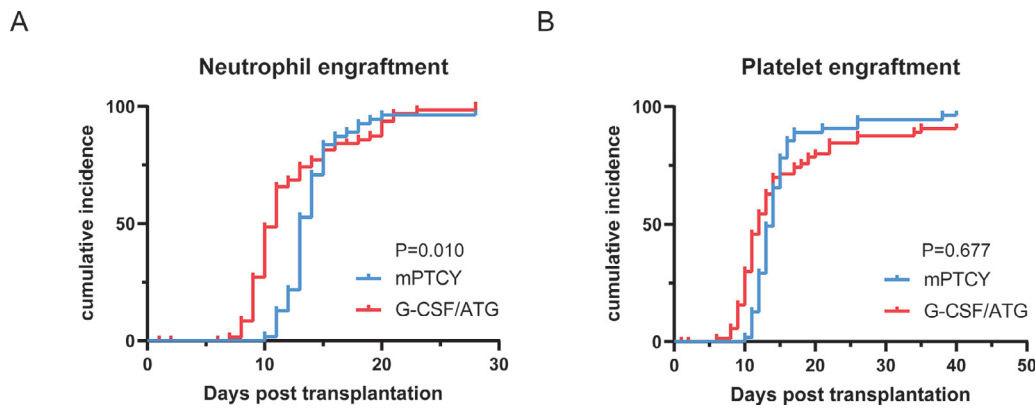 A
Neutrophil engraftment
cumulative incidence
100
50
0
P=0.010
mPTCY
G-CSF/ATG
0 10 20 30
Days post transplantation
B
Platelet engraftment
cumulative incidence
100
50
0
P=0.677
mPTCY
G-CSF/ATG
0 10 20 30 40 50
Days post transplantation